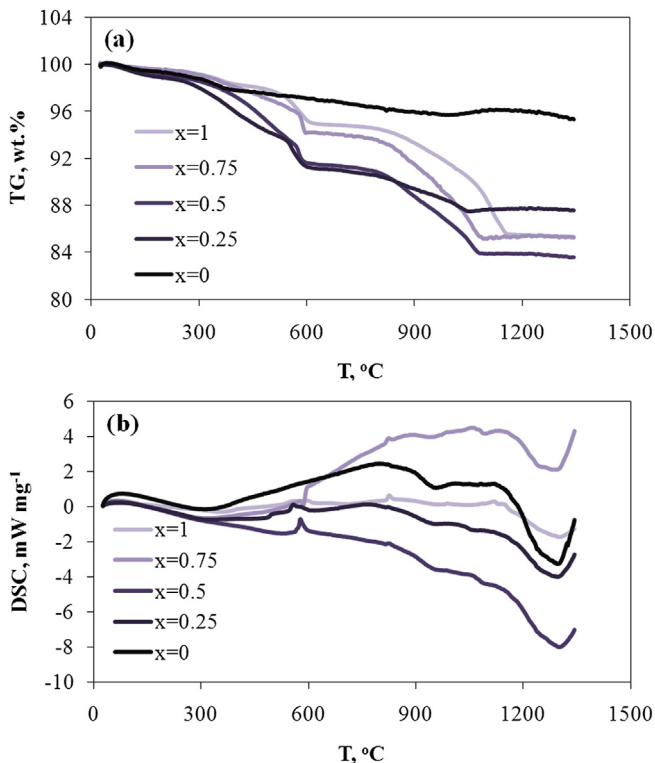 (a)
104
100
96
92
88
84
80
TG, wt.%
x=1
x=0.75
x=0.5
x=0.25
x=0
0 300 600 900 1200 1500
T, °C
(b)
6
4
2
0
-2
-4
-6
-8
-10
DSC, mW mg⁻¹
x=1
x=0.75
x=0.5
x=0.25
x=0
0 300 600 900 1200 1500
T, °C